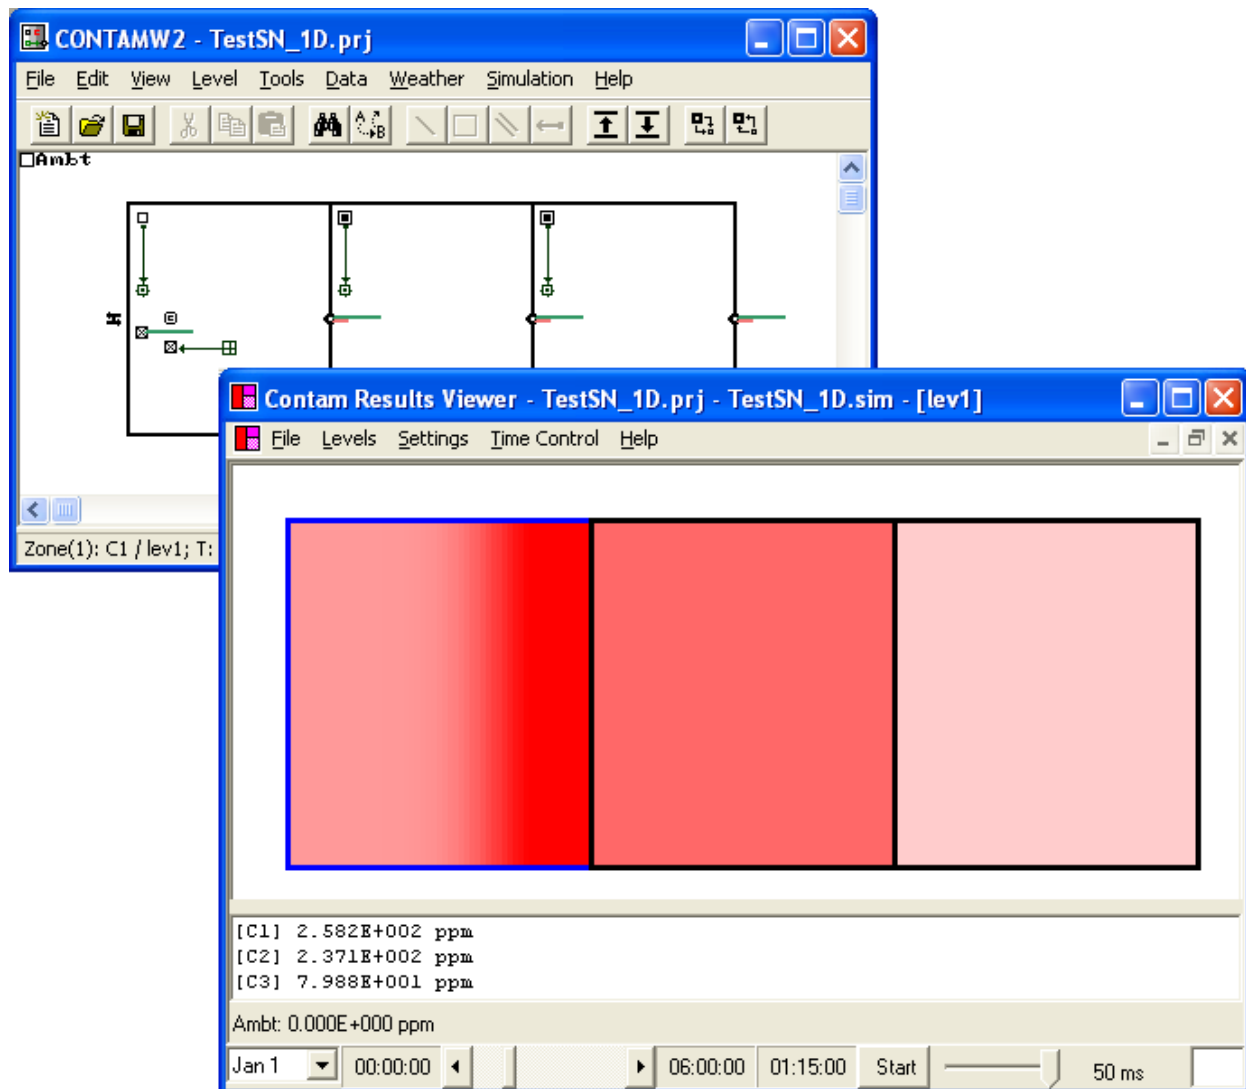 CONTAMW2 - TestSN_1D.prj
File Edit View Level Tools Data Weather Simulation Help
Ambt
Zone(1): C1 / lev1; T:
Contam Results Viewer - TestSN_1D.prj - TestSN_1D.sim - [lev1]
File Levels Settings Time Control Help
[C1] 2.582E+002 ppm
[C2] 2.371E+002 ppm
[C3] 7.988E+001 ppm
Ambt: 0.000E+000 ppm
Jan 1 00:00:00 06:00:00 01:15:00 Start 50 ms